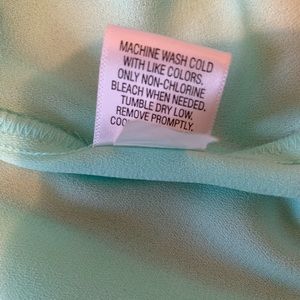 MACHINE WASH COLD
WITH LIKE COLORS.
ONLY NON-CHLORINE
BLEACH WHEN NEEDED.
TUMBLE DRY LOW.
REMOVE PROMPTLY.